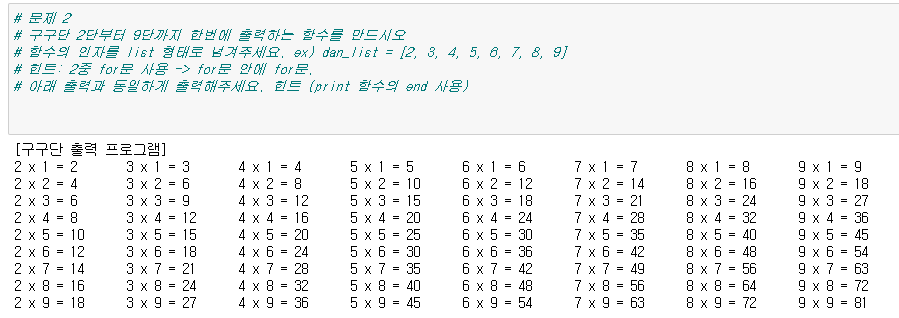 # 문제 2
# 구구단 2단부터 9단까지 한번에 출력하는 함수를 만드시오
# 함수의 인자를 list 형태로 넘겨주세요. ex) dan_list = [2, 3, 4, 5, 6, 7, 8, 9]
# 힌트: 2중 for문 사용 -> for문 안에 for문.
# 아래 출력과 동일하게 출력해주세요. 힌트 (print 함수의 end 사용)
[구구단 출력 프로그램]
2 x 1 = 2 3 x 1 = 3 4 x 1 = 4 5 x 1 = 5 6 x 1 = 6 7 x 1 = 7 8 x 1 = 8 9 x 1 = 9
2 x 2 = 4 3 x 2 = 6 4 x 2 = 8 5 x 2 = 10 6 x 2 = 12 7 x 2 = 14 8 x 2 = 16 9 x 2 = 18
2 x 3 = 6 3 x 3 = 9 4 x 3 = 12 5 x 3 = 15 6 x 3 = 18 7 x 3 = 21 8 x 3 = 24 9 x 3 = 27
2 x 4 = 8 3 x 4 = 12 4 x 4 = 16 5 x 4 = 20 6 x 4 = 24 7 x 4 = 28 8 x 4 = 32 9 x 4 = 36
2 x 5 = 10 3 x 5 = 15 4 x 5 = 20 5 x 5 = 25 6 x 5 = 30 7 x 5 = 35 8 x 5 = 40 9 x 5 = 45
2 x 6 = 12 3 x 6 = 18 4 x 6 = 24 5 x 6 = 30 6 x 6 = 36 7 x 6 = 42 8 x 6 = 48 9 x 6 = 54
2 x 7 = 14 3 x 7 = 21 4 x 7 = 28 5 x 7 = 35 6 x 7 = 42 7 x 7 = 49 8 x 7 = 56 9 x 7 = 63
2 x 8 = 16 3 x 8 = 24 4 x 8 = 32 5 x 8 = 40 6 x 8 = 48 7 x 8 = 56 8 x 8 = 64 9 x 8 = 72
2 x 9 = 18 3 x 9 = 27 4 x 9 = 36 5 x 9 = 45 6 x 9 = 54 7 x 9 = 63 8 x 9 = 72 9 x 9 = 81